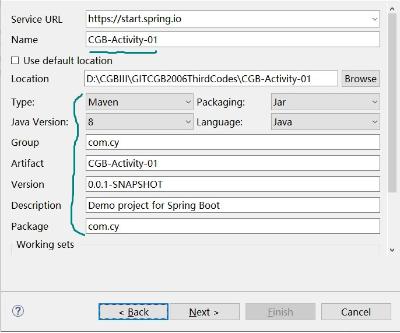 Service URL https://start.spring.io
Name CGB-Activity-01
Use default location
Location D:\CGBIII\GITCGB2006ThirdCodes\CGB-Activity-01 Browse
Type: Maven Packaging: Jar
Java Version: 8 Language: Java
Group com.cy
Artifact CGB-Activity-01
Version 0.0.1-SNAPSHOT
Description Demo project for Spring Boot
Package com.cy
Working sets
? < Back Next > Finish Cancel